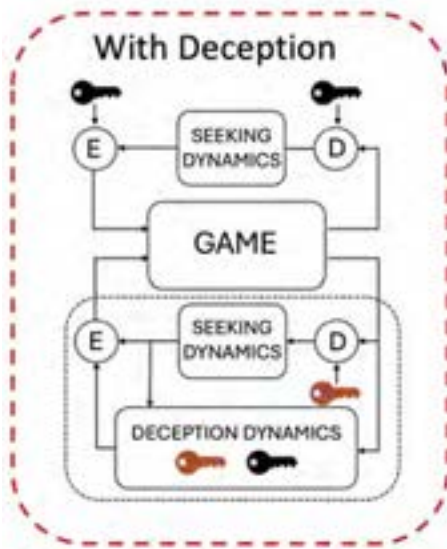 With Deception
E
SEEKING
DYNAMICS
D
GAME
E
SEEKING
DYNAMICS
D
DECEPTION DYNAMICS